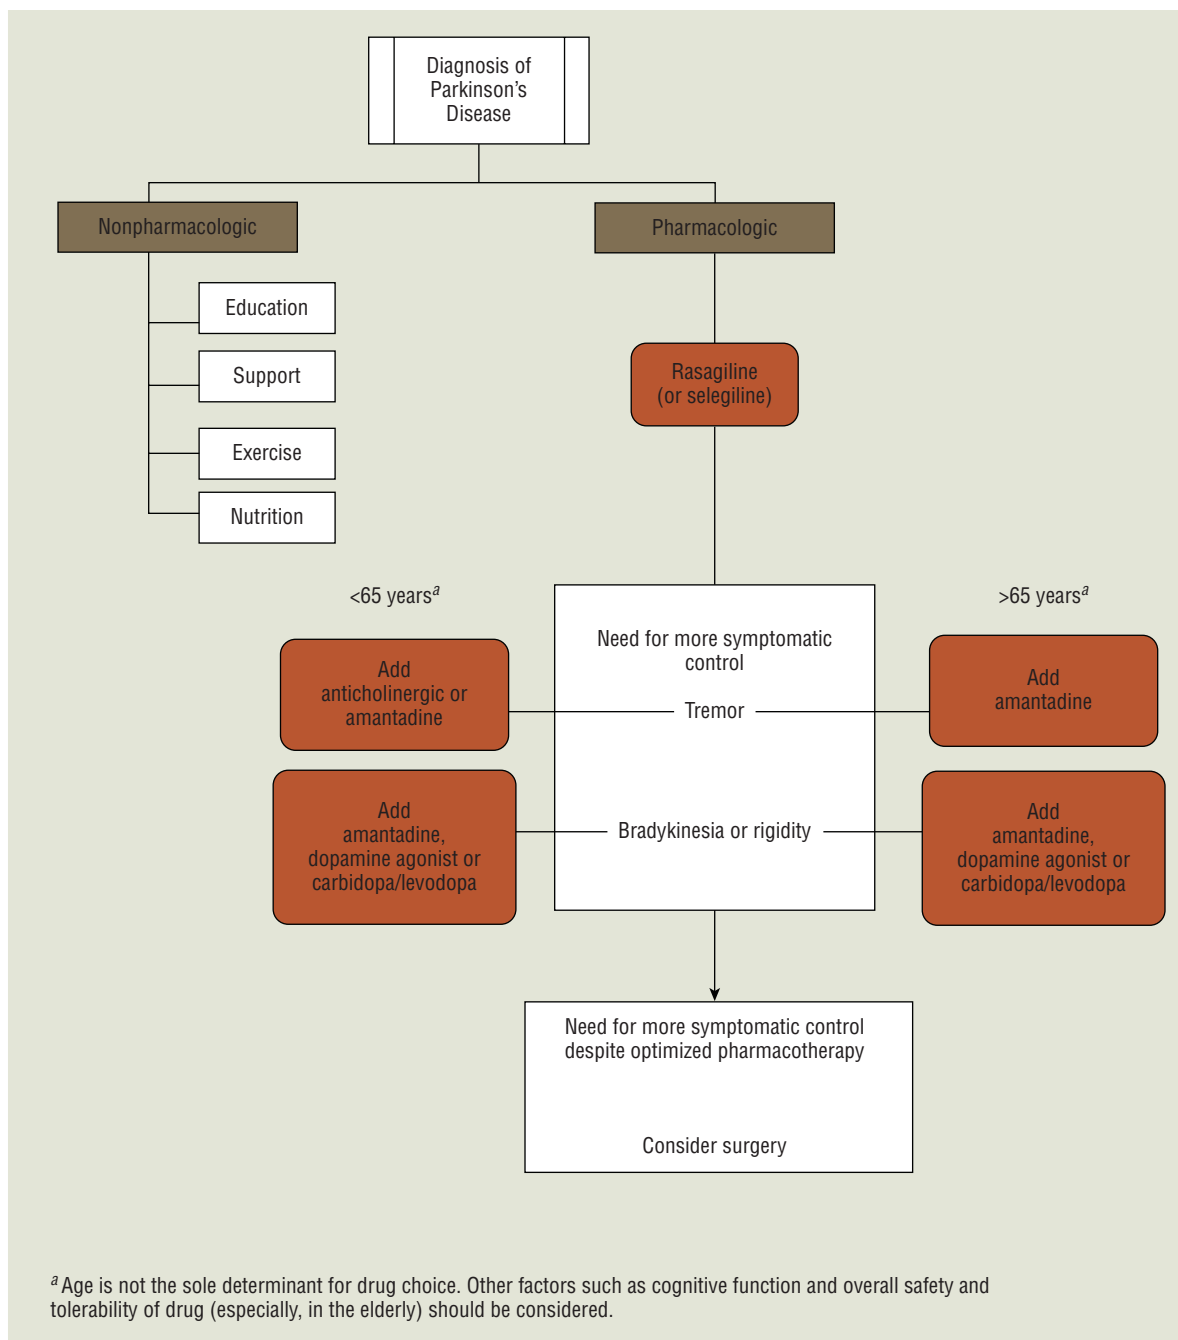 Diagnosis of
Parkinson’s
Disease
Nonpharmacologic
Pharmacologic
Education
Support
Exercise
Nutrition
Rasagiline
(or selegiline)
<65 yearsᵃ
>65 yearsᵃ
Need for more symptomatic
control
Add
anticholinergic or
amantadine
Tremor
Add
amantadine
Add
amantadine,
dopamine agonist or
carbidopa/levodopa
Bradykinesia or rigidity
Add
amantadine,
dopamine agonist or
carbidopa/levodopa
Need for more symptomatic control
despite optimized pharmacotherapy
Consider surgery
ᵃ Age is not the sole determinant for drug choice. Other factors such as cognitive function and overall safety and
tolerability of drug (especially, in the elderly) should be considered.